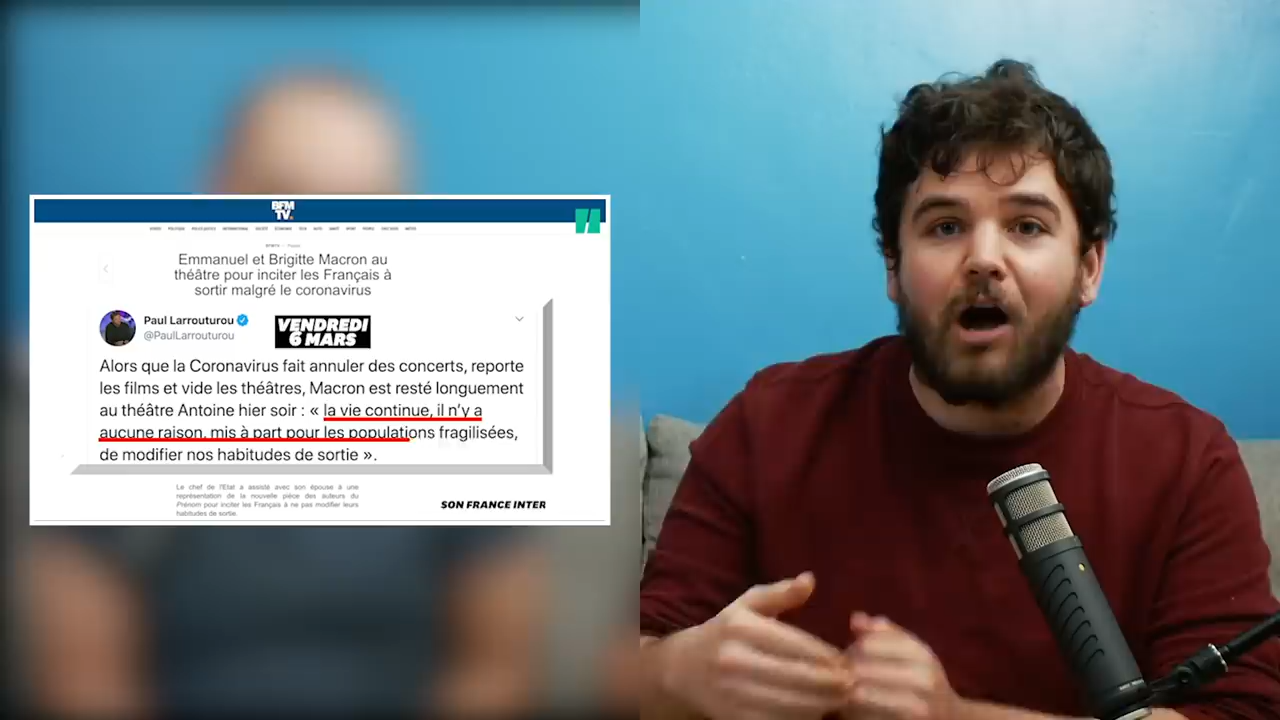 BFM
TV.
Emmanuel et Brigitte Macron au
théâtre pour inciter les Français à
sortir malgré le coronavirus
Paul Larrouturou
@PaulLarrouturou
VENDREDI
6 MARS
Alors que la Coronavirus fait annuler des concerts, reporte
les films et vide les théâtres, Macron est resté longuement
au théâtre Antoine hier soir : « la vie continue, il n'y a
aucune raison, mis à part pour les populations fragilisées,
de modifier nos habitudes de sortie ».
Le chef de l'Etat a assisté avec son épouse à une
représentation de la nouvelle pièce des auteurs du
Prénom pour inciter les Français à ne pas modifier leurs
habitudes de sortie.
SON FRANCE INTER